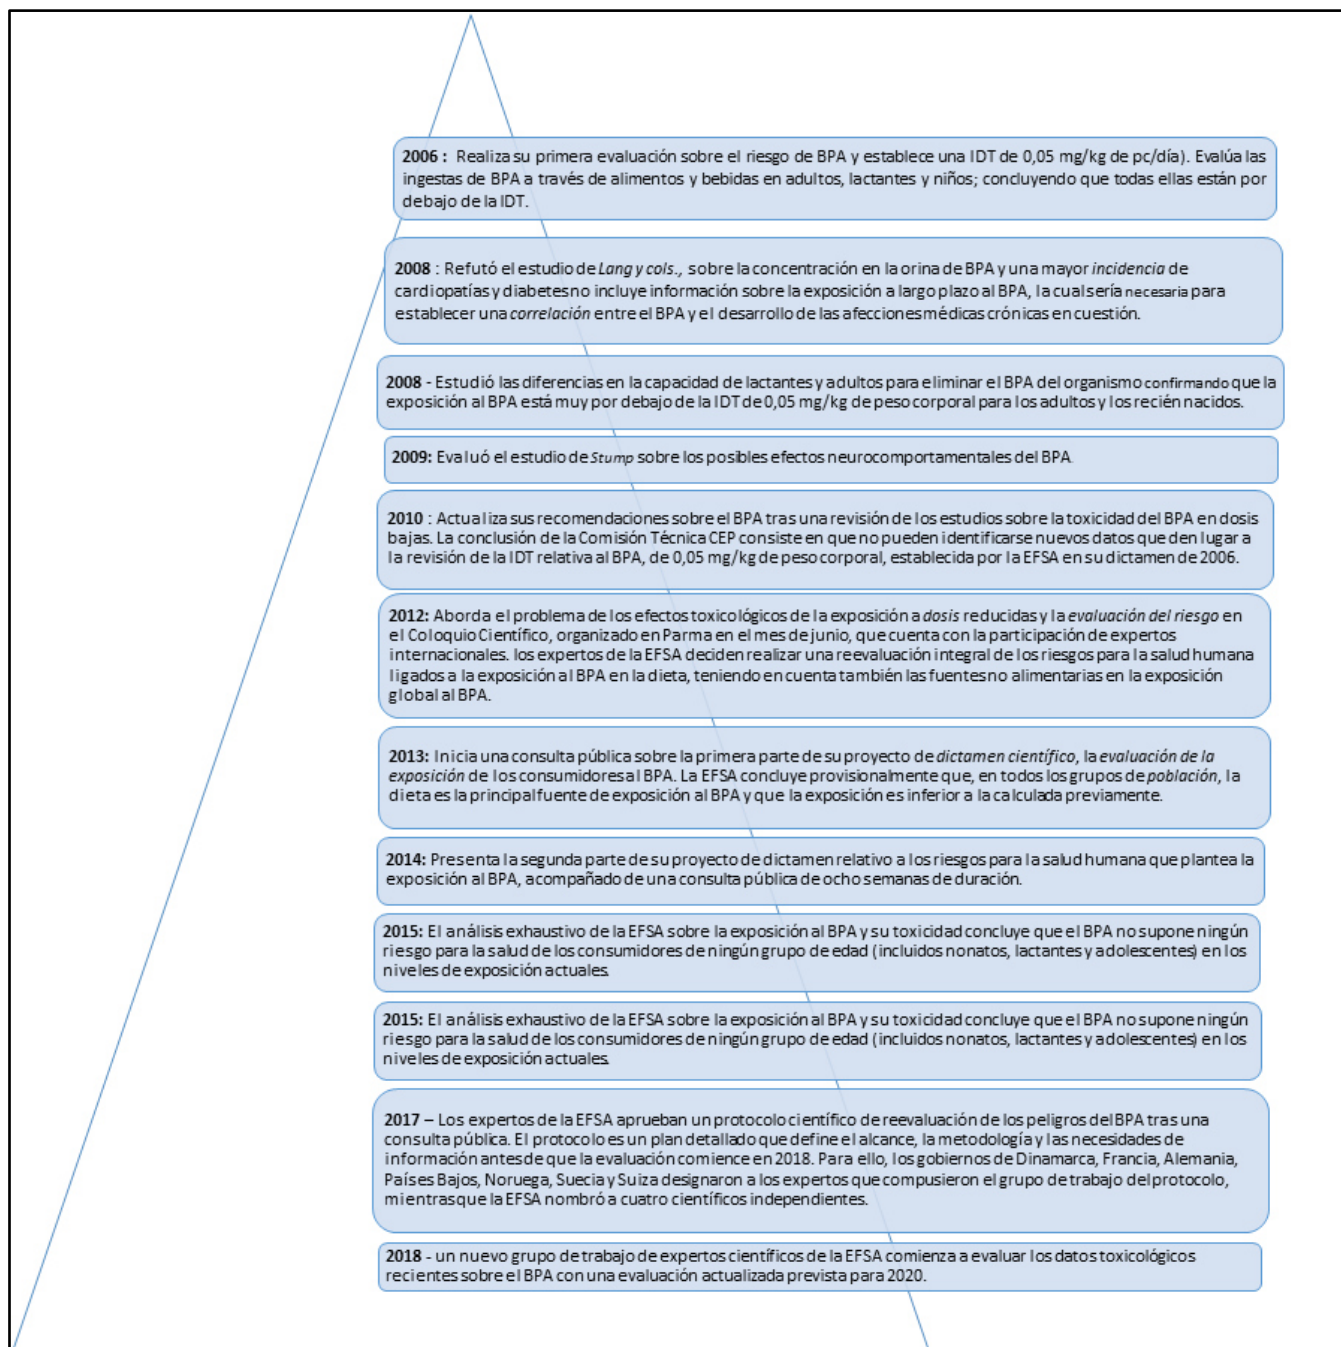 2006 : Realiza su primera evaluación sobre el riesgo de BPA y establece una IDT de 0,05 mg/kg de pc/día). Evalúa las
ingestas de BPA a través de alimentos y bebidas en adultos, lactantes y niños; concluyendo que todas ellas están por
debajo de la IDT.
2008 : Refutó el estudio de Lang y cols., sobre la concentración en la orina de BPA y una mayor incidencia de
cardiopatías y diabetes no incluye información sobre la exposición a largo plazo al BPA, la cual sería necesaria para
establecer una correlación entre el BPA y el desarrollo de las afecciones médicas crónicas en cuestión.
2008 - Estudió las diferencias en la capacidad de lactantes y adultos para eliminar el BPA del organismo confirmando que la
exposición al BPA está muy por debajo de la IDT de 0,05 mg/kg de peso corporal para los adultos y los recién nacidos.
2009: Evaluó el estudio de Stump sobre los posibles efectos neurocomportamentales del BPA.
2010 : Actualiza sus recomendaciones sobre el BPA tras una revisión de los estudios sobre la toxicidad del BPA en dosis
bajas. La conclusión de la Comisión Técnica CEP consiste en que no pueden identificarse nuevos datos que den lugar a
la revisión de la IDT relativa al BPA, de 0,05 mg/kg de peso corporal, establecida por la EFSA en su dictamen de 2006.
2012: Aborda el problema de los efectos toxicológicos de la exposición a dosis reducidas y la evaluación del riesgo en
el Coloquio Científico, organizado en Parma en el mes de junio, que cuenta con la participación de expertos
internacionales. los expertos de la EFSA deciden realizar una reevaluación integral de los riesgos para la salud humana
ligados a la exposición al BPA en la dieta, teniendo en cuenta también las fuentes no alimentarias en la exposición
global al BPA.
2013: Inicia una consulta pública sobre la primera parte de su proyecto de dictamen científico, la evaluación de la
exposición de los consumidores al BPA. La EFSA concluye provisionalmente que, en todos los grupos de población, la
dieta es la principal fuente de exposición al BPA y que la exposición es inferior a la calculada previamente.
2014: Presenta la segunda parte de su proyecto de dictamen relativo a los riesgos para la salud humana que plantea la
exposición al BPA, acompañado de una consulta pública de ocho semanas de duración.
2015: El análisis exhaustivo de la EFSA sobre la exposición al BPA y su toxicidad concluye que el BPA no supone ningún
riesgo para la salud de los consumidores de ningún grupo de edad (incluidos nonatos, lactantes y adolescentes) en los
niveles de exposición actuales.
2015: El análisis exhaustivo de la EFSA sobre la exposición al BPA y su toxicidad concluye que el BPA no supone ningún
riesgo para la salud de los consumidores de ningún grupo de edad (incluidos nonatos, lactantes y adolescentes) en los
niveles de exposición actuales.
2017 – Los expertos de la EFSA aprueban un protocolo científico de reevaluación de los peligros del BPA tras una
consulta pública. El protocolo es un plan detallado que define el alcance, la metodología y las necesidades de
información antes de que la evaluación comience en 2018. Para ello, los gobiernos de Dinamarca, Francia, Alemania,
Países Bajos, Noruega, Suecia y Suiza designaron a los expertos que compusieron el grupo de trabajo del protocolo,
mientras que la EFSA nombró a cuatro científicos independientes.
2018 - un nuevo grupo de trabajo de expertos científicos de la EFSA comienza a evaluar los datos toxicológicos
recientes sobre el BPA con una evaluación actualizada prevista para 2020.